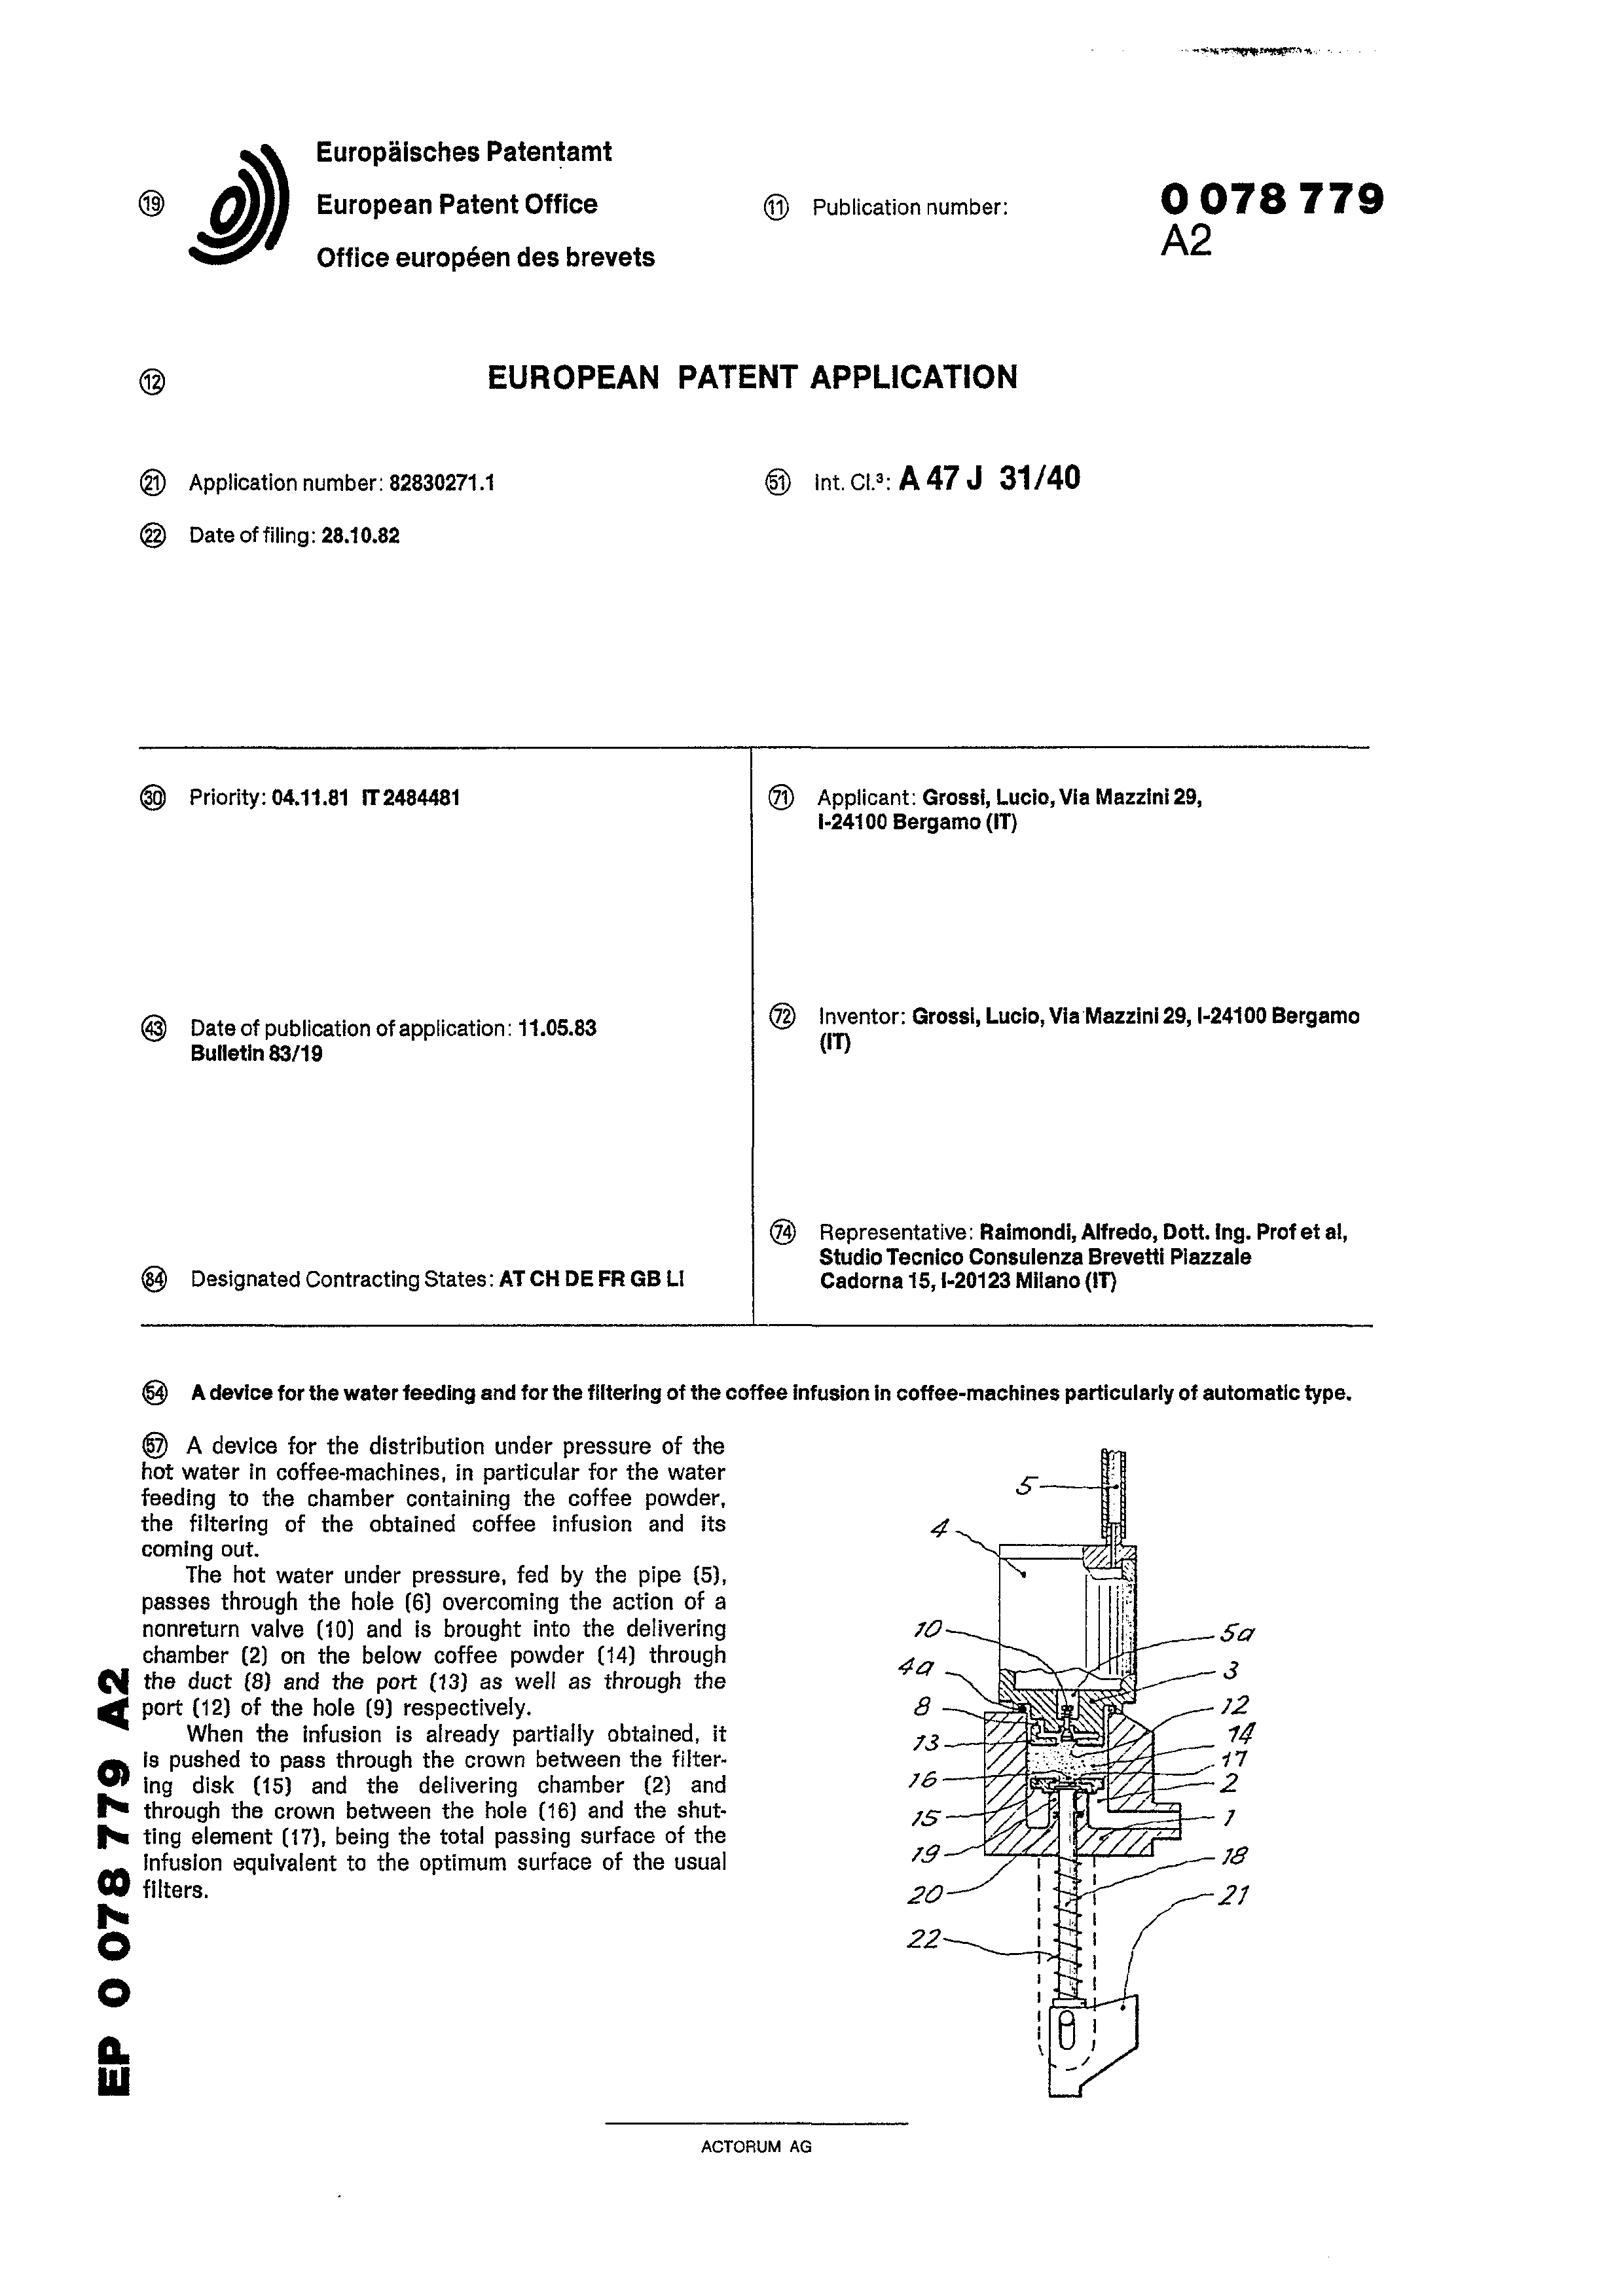 Europäisches Patentamt
⑲ European Patent Office
Office européen des brevets
⑪ Publication number: 0 078 779
A2
⑫ EUROPEAN PATENT APPLICATION
㉑ Application number: 82830271.1
㉒ Date of filing: 28.10.82
㊿① Int. Cl.³: A 47 J 31/40
㉚ Priority: 04.11.81 IT 2484481
㊸ Date of publication of application: 11.05.83
Bulletin 83/19
84 Designated Contracting States: AT CH DE FR GB LI
71 Applicant: Grossi, Lucio, Via Mazzini 29,
I-24100 Bergamo (IT)
72 Inventor: Grossi, Lucio, Via Mazzini 29, I-24100 Bergamo
(IT)
74 Representative: Raimondi, Alfredo, Dott. Ing. Prof et al,
Studio Tecnico Consulenza Brevetti Piazzale
Cadorna 15, I-20123 Milano (IT)
54 A device for the water feeding and for the filtering of the coffee infusion in coffee-machines particularly of automatic type.
57 A device for the distribution under pressure of the
hot water in coffee-machines, in particular for the water
feeding to the chamber containing the coffee powder,
the filtering of the obtained coffee infusion and its
coming out.
The hot water under pressure, fed by the pipe (5),
passes through the hole (6) overcoming the action of a
nonreturn valve (10) and is brought into the delivering
chamber (2) on the below coffee powder (14) through
the duct (8) and the port (13) as well as through the
port (12) of the hole (9) respectively.
When the infusion is already partially obtained, it
is pushed to pass through the crown between the filter-
ing disk (15) and the delivering chamber (2) and
through the crown between the hole (16) and the shut-
ting element (17), being the total passing surface of the
infusion equivalent to the optimum surface of the usual
filters.
5
4
10
5a
4a
3
8
12
13
14
17
16
2
15
1
19
18
20
21
22
EP 0 078 779 A2
ACTORUM AG